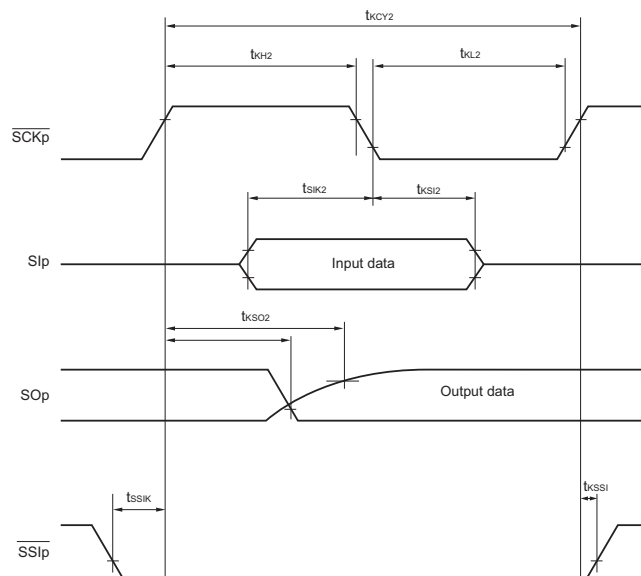 tKCY2
tKH2
tKL2
SCKp
tSIK2
tKSI2
SIp
Input data
tKSO2
SOp
Output data
tSSIK
tKSSI
SSIp